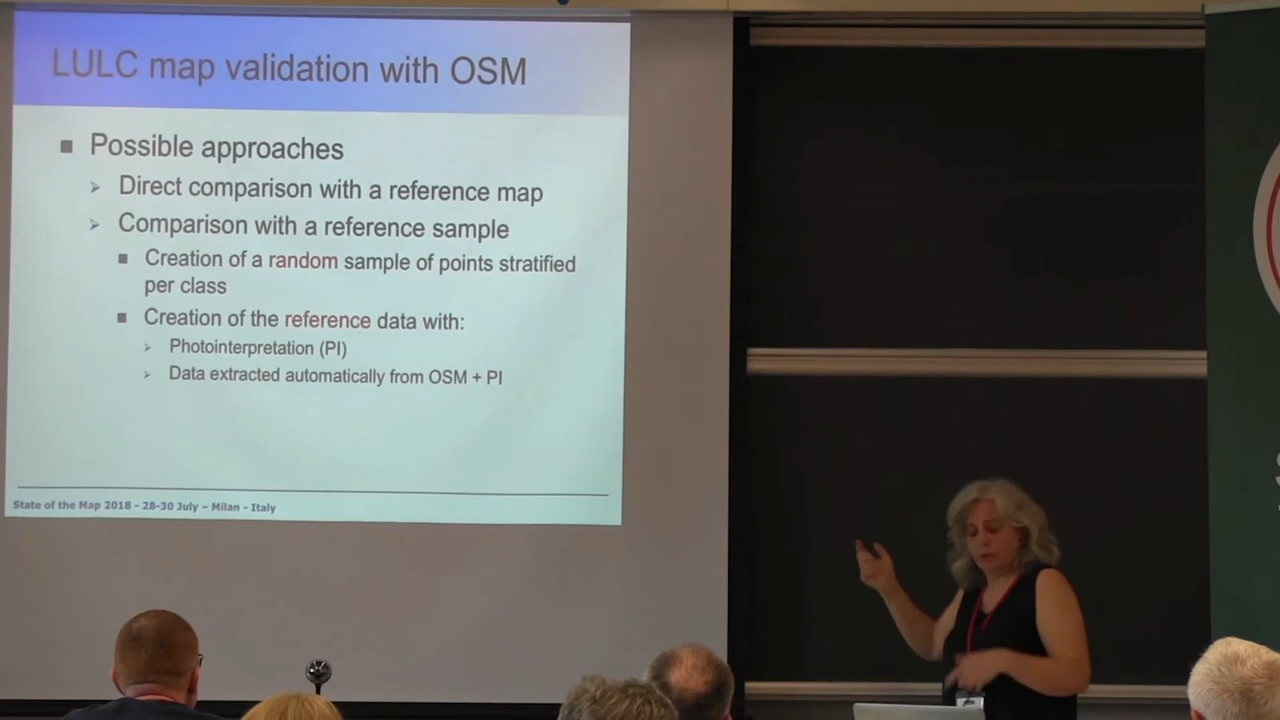 LULC map validation with OSM
Possible approaches
Direct comparison with a reference map
Comparison with a reference sample
Creation of a random sample of points stratified
per class
Creation of the reference data with:
Photointerpretation (PI)
Data extracted automatically from OSM + PI
State of the Map 2018 - 28-30 July – Milan - Italy